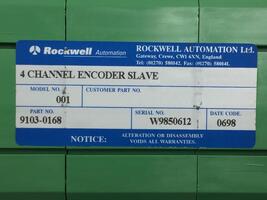 Rockwell Automation
ROCKWELL AUTOMATION Ltd.
Gateway, Crewe, CW1 6XN, England
Tel: (0270) 580142. Fax: (0270) 580141.
4 CHANNEL ENCODER SLAVE
MODEL NO. CUSTOMER PART NO.
001
PART NO. SERIAL NO. DATE CODE
9103-0168 W9850612 0698
NOTICE: ALTERATION OR DISASSEMBLY
VOIDS ALL WARRANTIES.